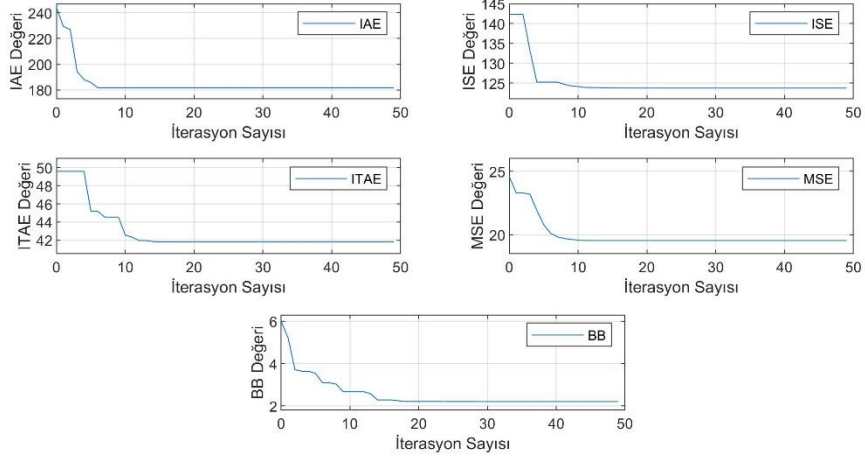 IAE Değeri
240
220
200
180
IAE
0 10 20 30 40 50
İterasyon Sayısı
ISE Değeri
145
140
135
130
125
ISE
0 10 20 30 40 50
İterasyon Sayısı
ITAE Değeri
50
48
46
44
42
ITAE
0 10 20 30 40 50
İterasyon Sayısı
MSE Değeri
25
20
MSE
0 10 20 30 40 50
İterasyon Sayısı
BB Değeri
6
4
2
BB
0 10 20 30 40 50
İterasyon Sayısı